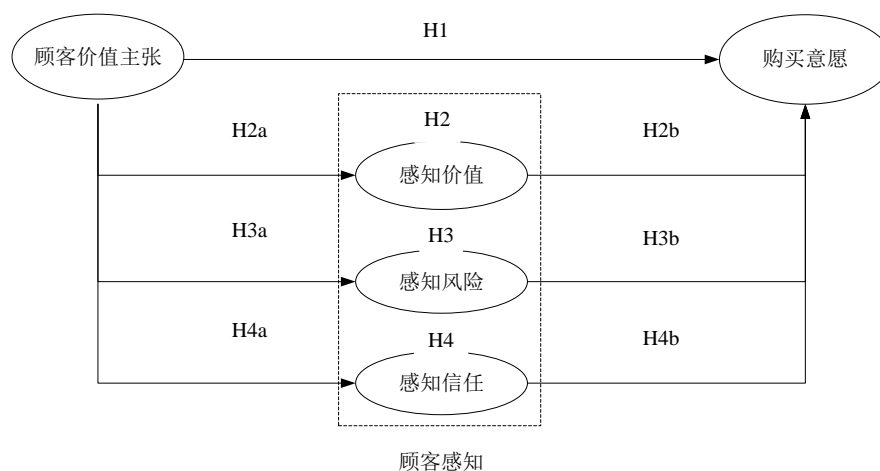 H1
顾客价值主张
购买意愿
H2
H2a
H2b
感知价值
H3
H3a
H3b
感知风险
H4
H4a
H4b
感知信任
顾客感知